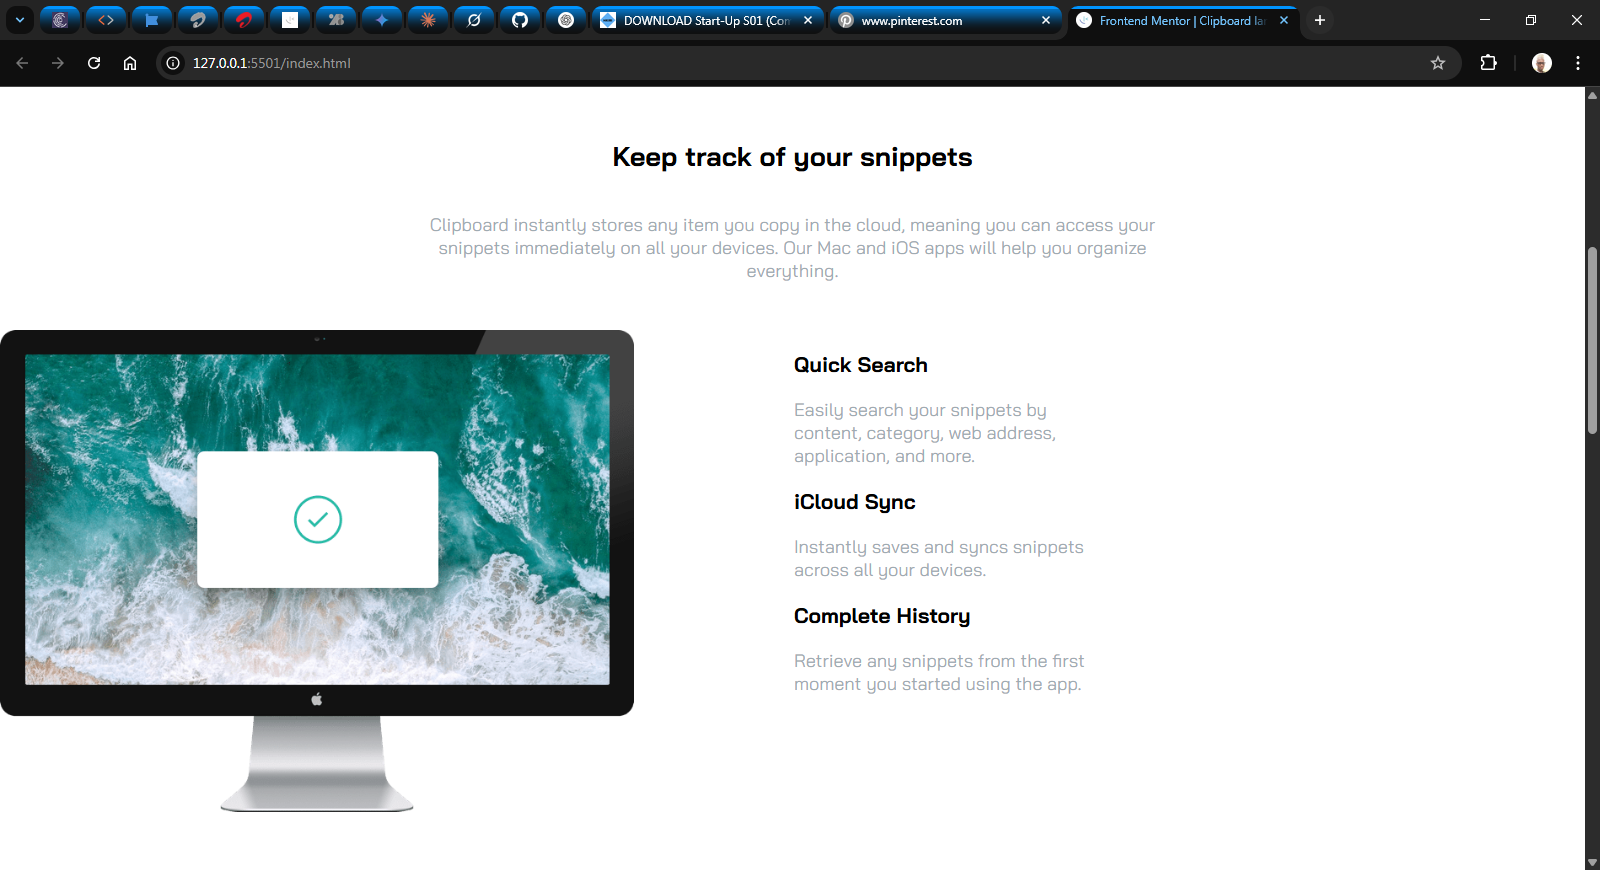 DOWNLOAD Start-Up S01 (Con
www.pinterest.com
Frontend Mentor | Clipboard lan
127.0.0.1:5501/index.html
Keep track of your snippets
Clipboard instantly stores any item you copy in the cloud, meaning you can access your
snippets immediately on all your devices. Our Mac and iOS apps will help you organize
everything.
Quick Search
Easily search your snippets by
content, category, web address,
application, and more.
iCloud Sync
Instantly saves and syncs snippets
across all your devices.
Complete History
Retrieve any snippets from the first
moment you started using the app.